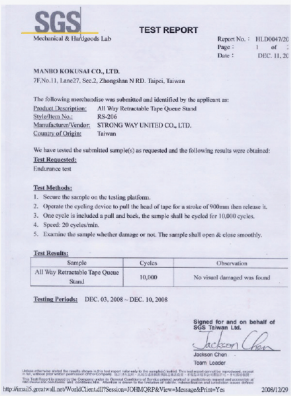 SGS
TEST REPORT
Mechanical & Hardgoods Lab
Report No. : HLD0047/20
Page : 1 of
Date : DEC. 11, 20
MANHO KOKUSAI CO., LTD.
7F.No.11, Lane27, Sec.2, Zhongshan N RD. Taipei, Taiwan
The following merchandise was submitted and identified by the applicant as:
Product Description: All Way Retractable Tape Queue Stand
Style/Item No.: RS-206
Manufacturer/Vendor: STRONG WAY UNITED CO., LTD.
Country of Origin: Taiwan
We have tested the submitted sample(s) as requested and the following results were obtained:
Test Requested:
Endurance test
Test Methods:
1. Secure the sample on the testing platform.
2. Operate the cycling device to pull the head of tape for a stroke of 900mm then release it.
3. One cycle is included a pull and back, the sample shall be cycled for 10,000 cycles.
4. Speed: 20 cycles/min.
5. Examine the sample whether damage or not. The sample shall open & close smoothly.
Test Results:
Sample Cycles Observation
All Way Retractable Tape Queue Stand 10,000 No visual damaged was found
Testing Periods: DEC. 03, 2008 ~ DEC. 10, 2008
Signed for and on behalf of
SGS Taiwan Ltd.
Jackson Chen
Jackson Chen
Team Leader
2008/12/29